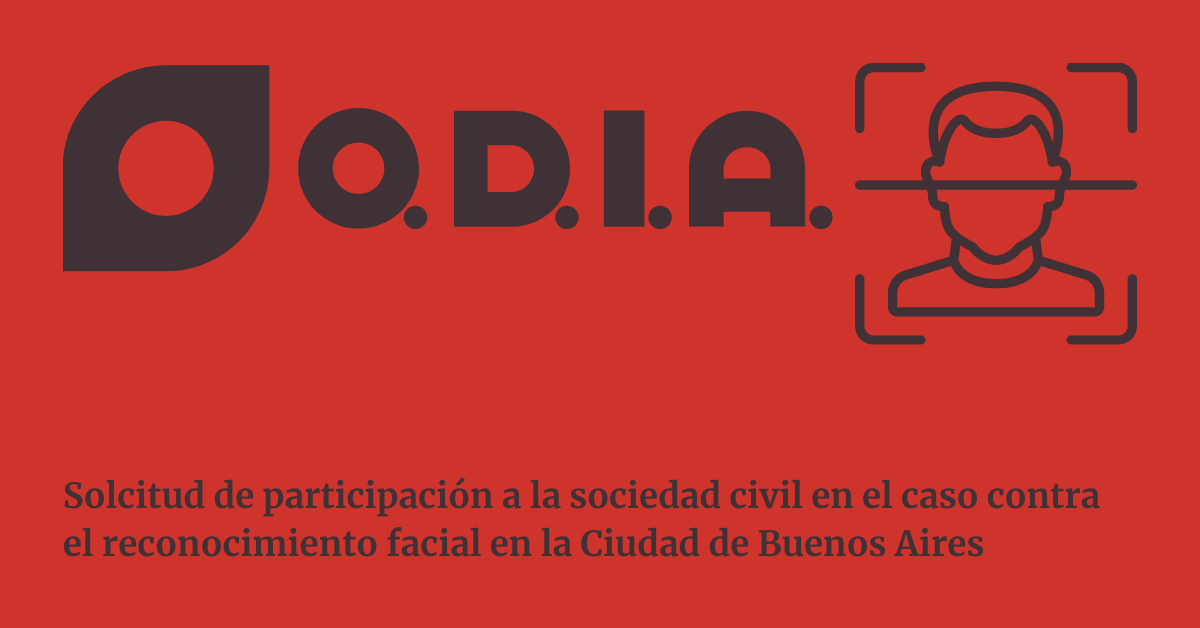 O.D.I.A.
Solcitud de participación a la sociedad civil en el caso contra
el reconocimiento facial en la Ciudad de Buenos Aires